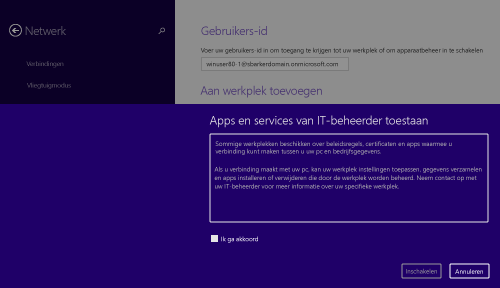 Netwerk
Verbindingen
Vliegtuigmodus
Gebruikers-id
Voer uw gebruikers-id in om toegang te krijgen tot uw werkplek of om apparaatbeheer in te schakelen
winuser80-1@sbarkerdomain.onmicrosoft.com
Aan werkplek toevoegen
Apps en services van IT-beheerder toestaan
Sommige werkplekken beschikken over beleidsregels, certificaten en apps waarmee u
verbinding kunt maken tussen u uw pc en bedrijfsgegevens.
Als u verbinding maakt met uw pc, kan uw werkplek instellingen toepassen, gegevens verzamelen
en apps installeren of verwijderen die door de werkplek worden beheerd. Neem contact op met
uw IT-beheerder voor meer informatie over uw specifieke werkplek.
Ik ga akkoord
Inschakelen
Annuleren